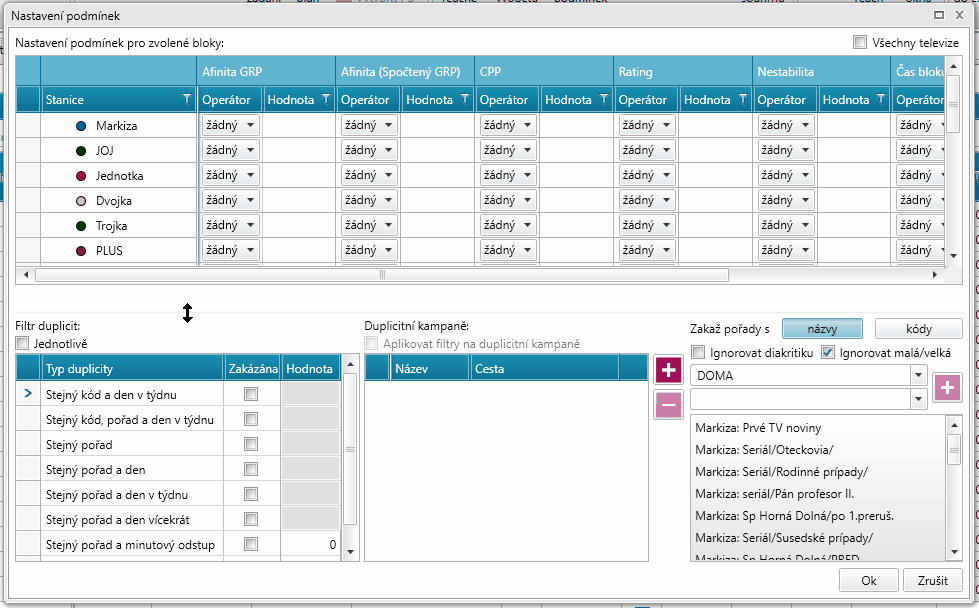 Nastavení podmínek
Nastavení podmínek pro zvolené bloky:
Všechny televize
Afinita GRP Afinita (Spočtený GRP) CPP Rating Nestabilita Čas bloku
Stanice Operátor Hodnota Operátor Hodnota Operátor Hodnota Operátor Hodnota Operátor Hodnota Operátor
Markiza žádný žádný žádný žádný žádný žádný
JOJ žádný žádný žádný žádný žádný žádný
Jednotka žádný žádný žádný žádný žádný žádný
Dvojka žádný žádný žádný žádný žádný žádný
Trojka žádný žádný žádný žádný žádný žádný
PLUS žádný žádný žádný žádný žádný žádný
Filtr duplicit:
Jednotlivě
Typ duplicity Zakázána Hodnota
Stejný kód a den v týdnu
Stejný kód, pořad a den v týdnu
Stejný pořad
Stejný pořad a den
Stejný pořad a den v týdnu
Stejný pořad a den vícekrát
Stejný pořad a minutový odstup 0
Duplicitní kampaně:
Aplikovat filtry na duplicitní kampaně
Název Cesta
Zakaž pořady s názvy kódy
Ignorovat diakritiku Ignorovat malá/velká
DOMA
Markiza: Prvé TV noviny
Markiza: Seriál/Oteckovia/
Markiza: Seriál/Rodinné prípady/
Markiza: seriál/Pán profesor II.
Markiza: Sp Horná Dolná/po 1.preruš.
Markiza: Seriál/Susedské prípady/
Markiza: Sp Horná Dolná/PRED
Ok Zrušit